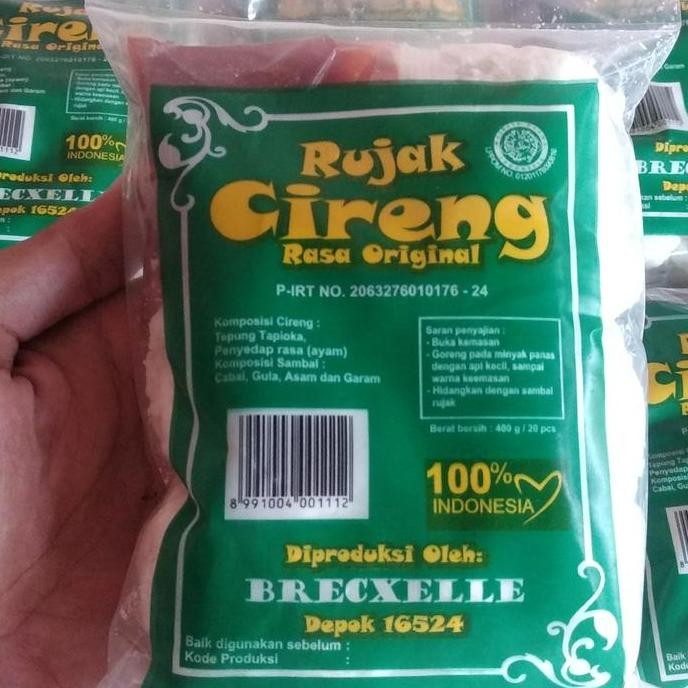 Rujak
Cireng
Rasa Original
P-IRT NO. 2063276010176 - 24
Komposisi Cireng :
Tepung Tapioka,
Penyedap rasa (ayam)
Komposisi Sambal :
Cabai, Gula, Asam dan Garam
Saran penyajian :
- Buka kemasan
- Goreng pada minyak panas
dengan api kecil, sampai
warna keemasan
- Hidangkan dengan sambal
rujak
Berat bersih : 400 g / 20 pcs
8 991004 001112
100%
INDONESIA
Diproduksi Oleh:
BRECXELLE
Depok 16524
Baik digunakan sebelum :
Kode Produksi :